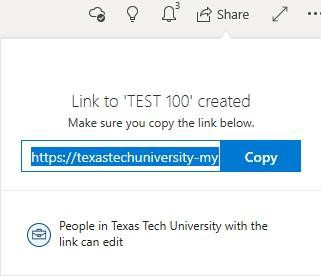 3
Share
Link to 'TEST 100' created
Make sure you copy the link below.
https://texastechuniversity-my
Copy
People in Texas Tech University with the
link can edit